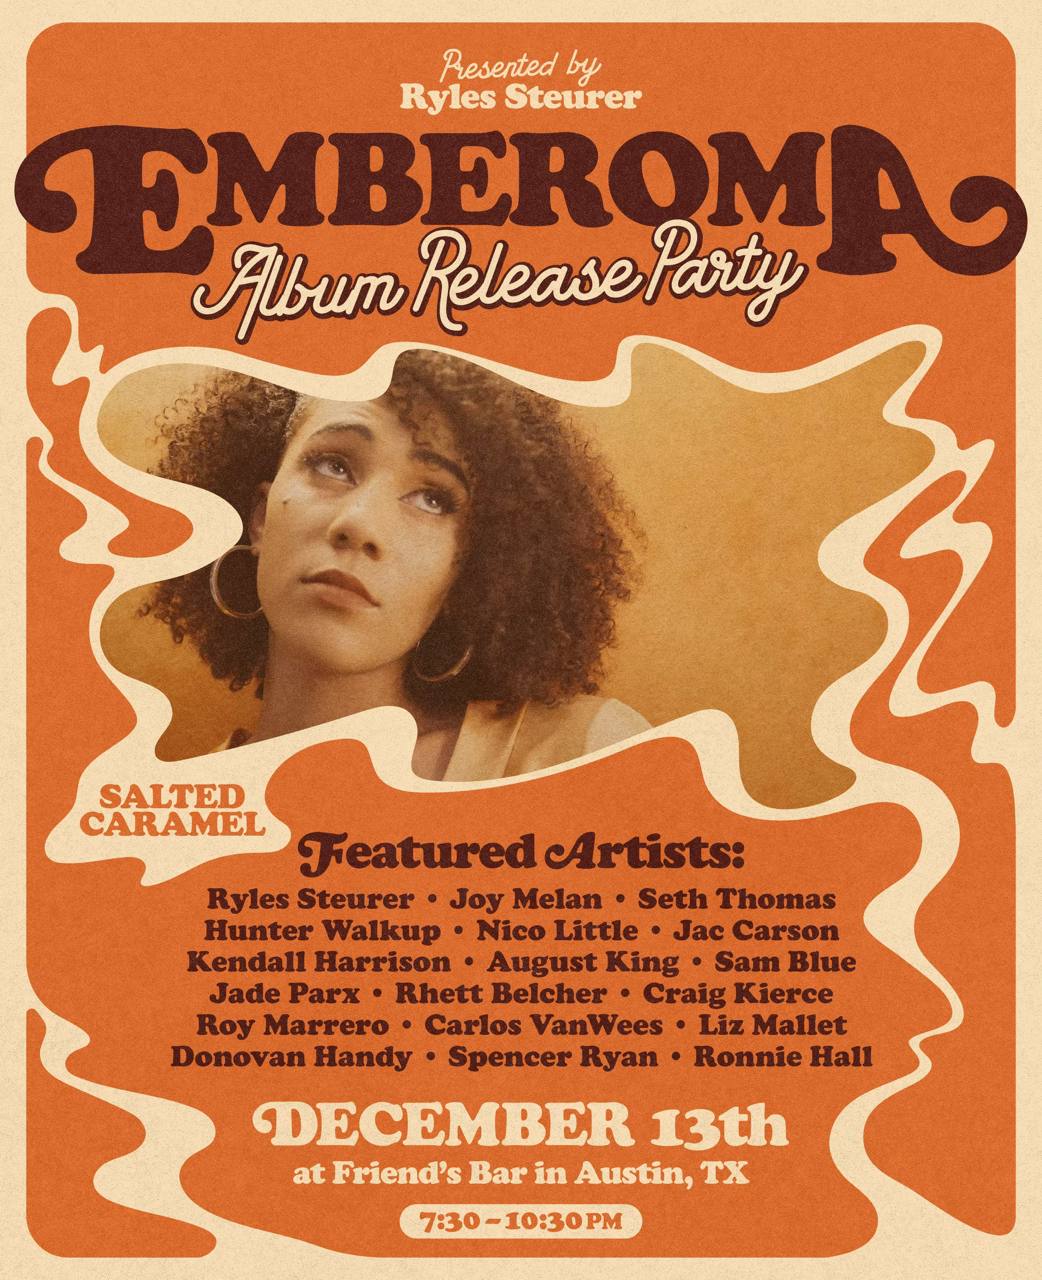 Presented by
Ryles Steurer
EMBEROMA
Album Release Party
SALTED
CARAMEL
Featured Artists:
Ryles Steurer • Joy Melan • Seth Thomas
Hunter Walkup • Nico Little • Jac Carson
Kendall Harrison • August King • Sam Blue
Jade Parx • Rhett Belcher • Craig Kierce
Roy Marrero • Carlos VanWees • Liz Mallet
Donovan Handy • Spencer Ryan • Ronnie Hall
DECEMBER 13th
at Friend's Bar in Austin, TX
7:30 – 10:30 PM